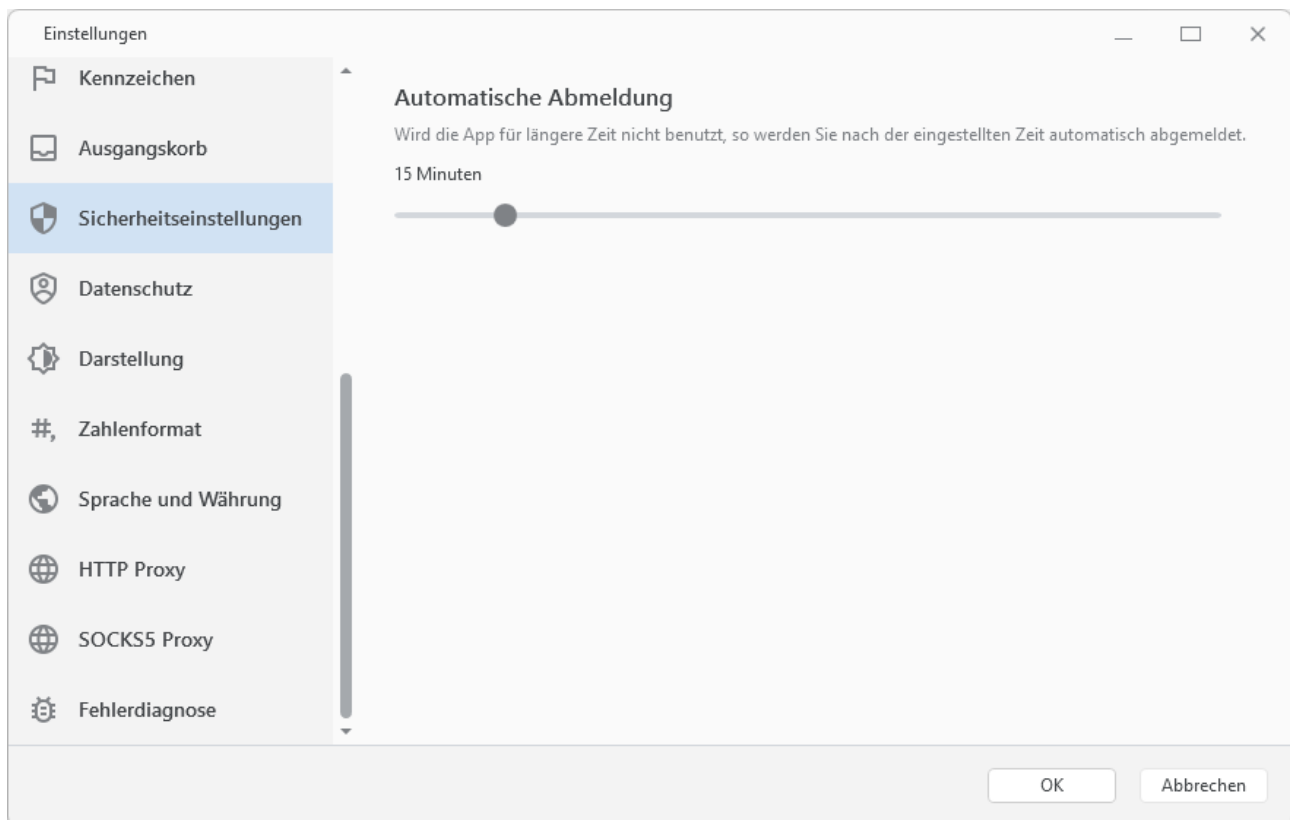 Einstellungen
Kennzeichen
Ausgangskorb
Sicherheitseinstellungen
Datenschutz
Darstellung
Zahlenformat
Sprache und Währung
HTTP Proxy
SOCKS5 Proxy
Fehlerdiagnose
Automatische Abmeldung
Wird die App für längere Zeit nicht benutzt, so werden Sie nach der eingestellten Zeit automatisch abgemeldet.
15 Minuten
OK
Abbrechen